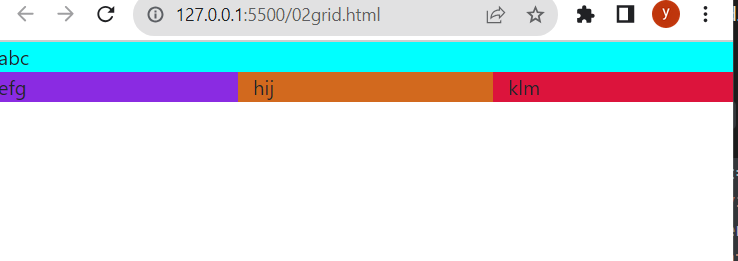 127.0.0.1:5500/02grid.html
y
abc
efg hij klm